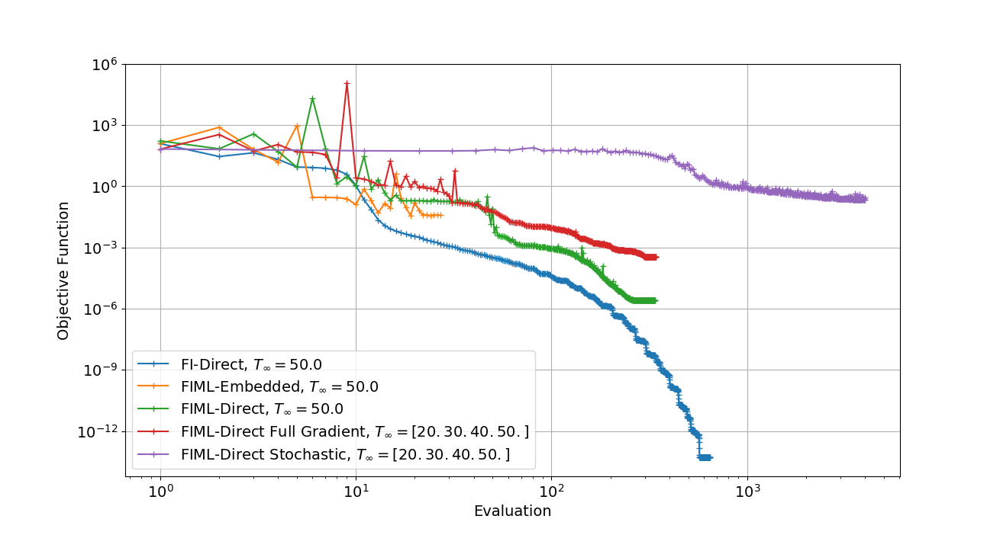 10^6
10^3
10^0
10^−3
10^−6
10^−9
10^−12
Objective Function
FI-Direct, T∞ = 50.0
FIML-Embedded, T∞ = 50.0
FIML-Direct, T∞ = 50.0
FIML-Direct Full Gradient, T∞ = [20. 30. 40. 50. ]
FIML-Direct Stochastic, T∞ = [20. 30. 40. 50. ]
10^0 10^1 10^2 10^3
Evaluation